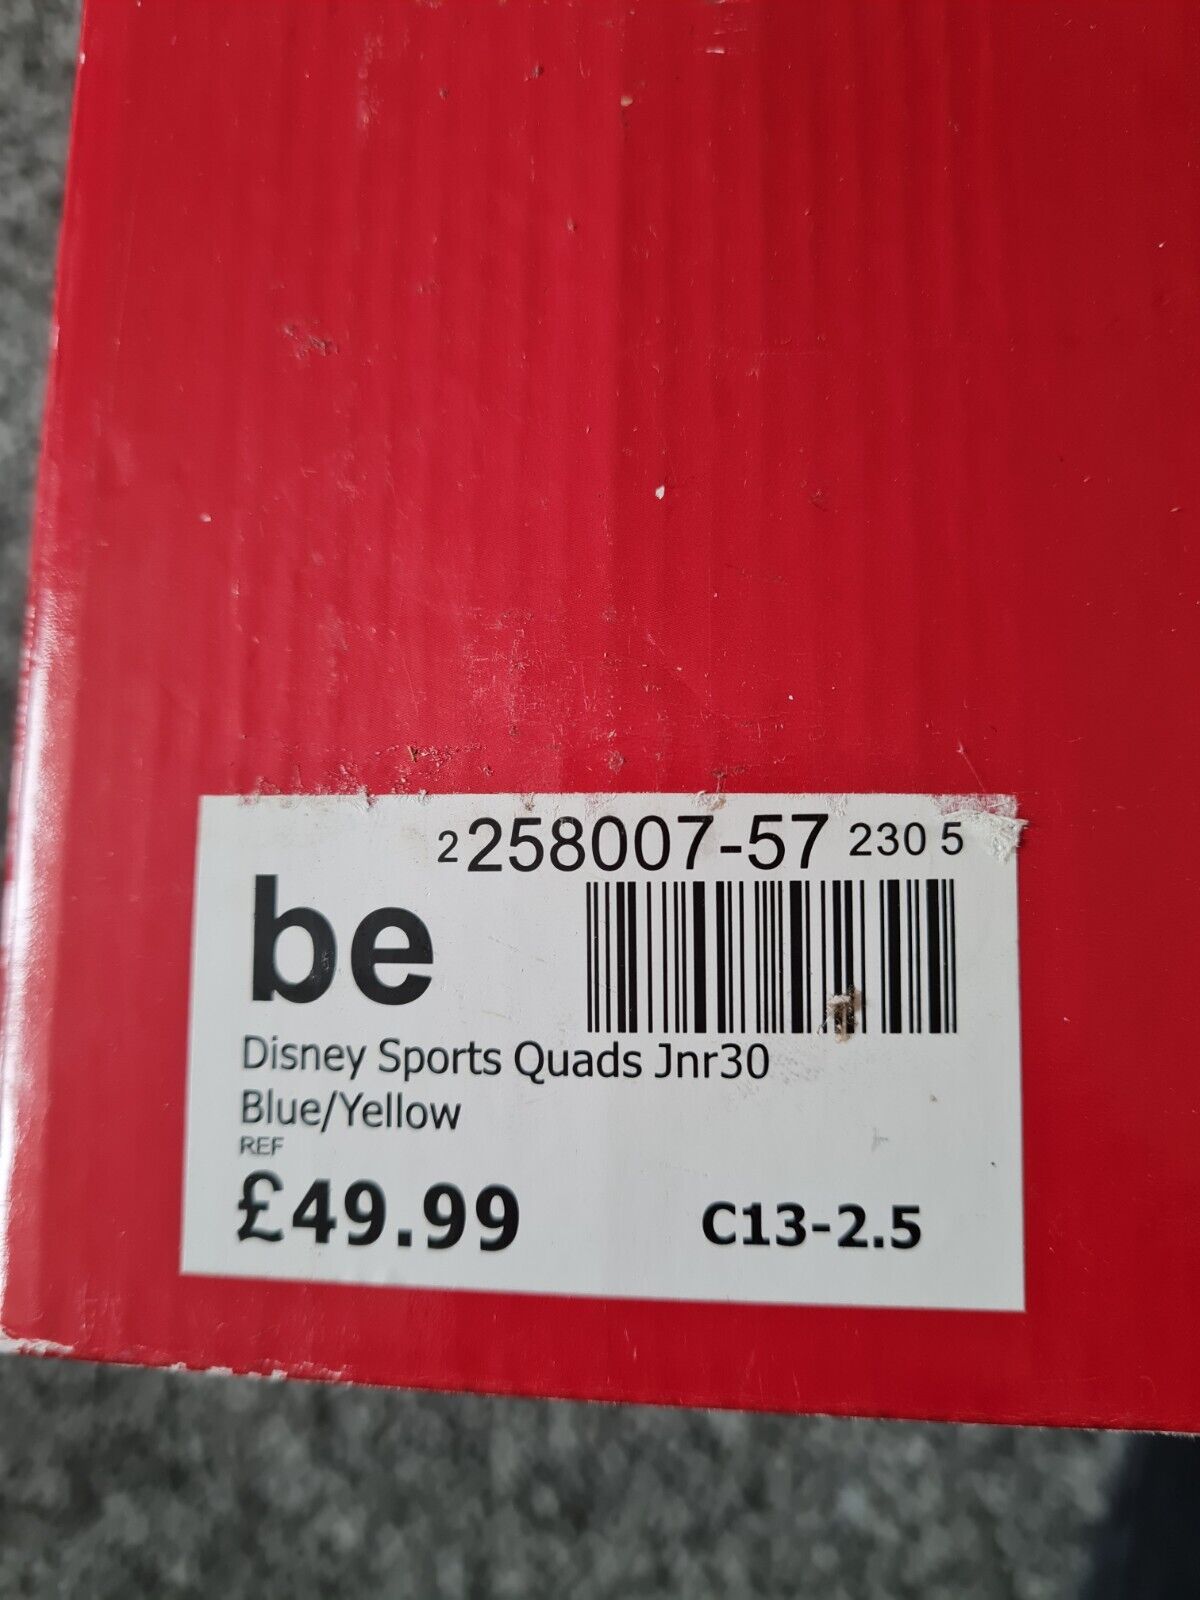 2 258007-57 230 5
be
Disney Sports Quads Jnr30
Blue/Yellow
REF
£49.99 C13-2.5